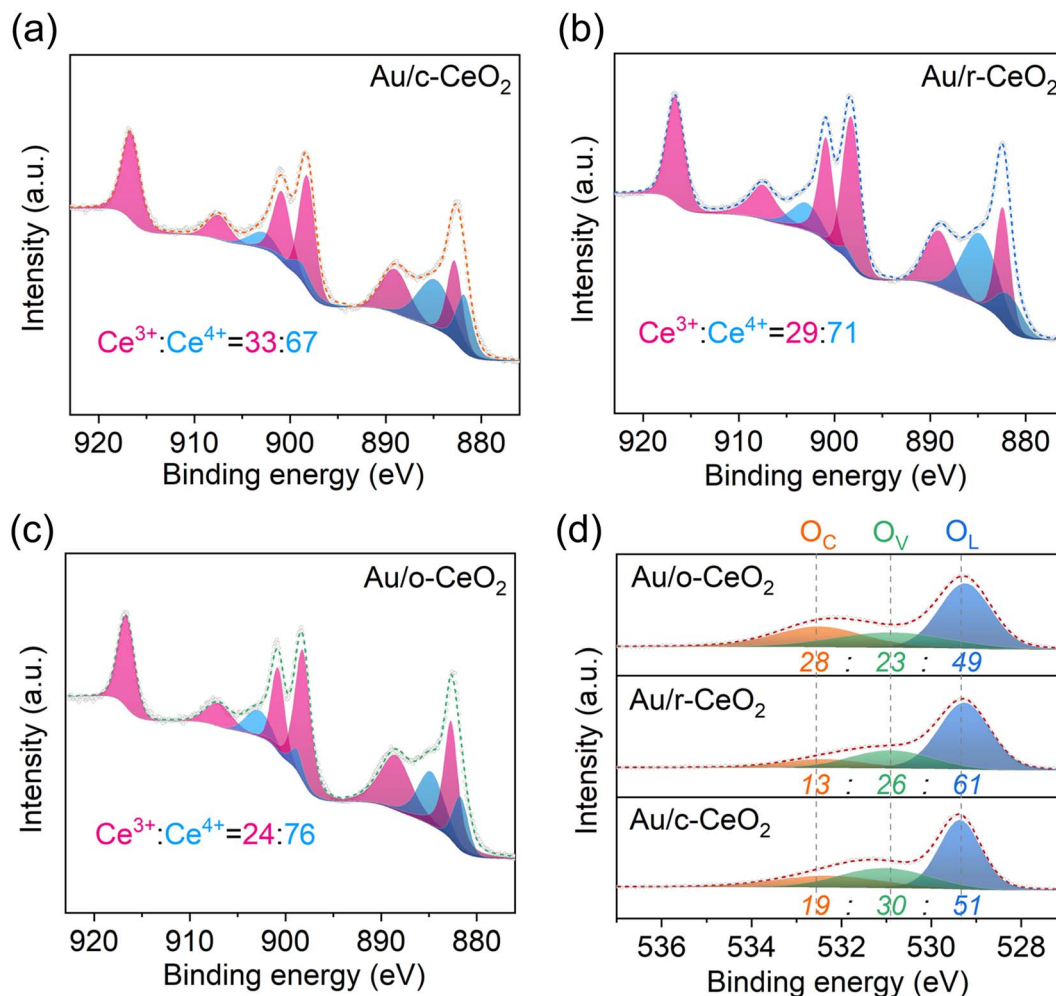 (a)
Au/c-CeO₂
Intensity (a.u.)
Ce³⁺:Ce⁴⁺=33:67
920 910 900 890 880
Binding energy (eV)
(b)
Au/r-CeO₂
Intensity (a.u.)
Ce³⁺:Ce⁴⁺=29:71
920 910 900 890 880
Binding energy (eV)
(c)
Au/o-CeO₂
Intensity (a.u.)
Ce³⁺:Ce⁴⁺=24:76
920 910 900 890 880
Binding energy (eV)
(d)
O_C O_V O_L
Au/o-CeO₂
28 : 23 : 49
Au/r-CeO₂
13 : 26 : 61
Au/c-CeO₂
19 : 30 : 51
Intensity (a.u.)
536 534 532 530 528
Binding energy (eV)